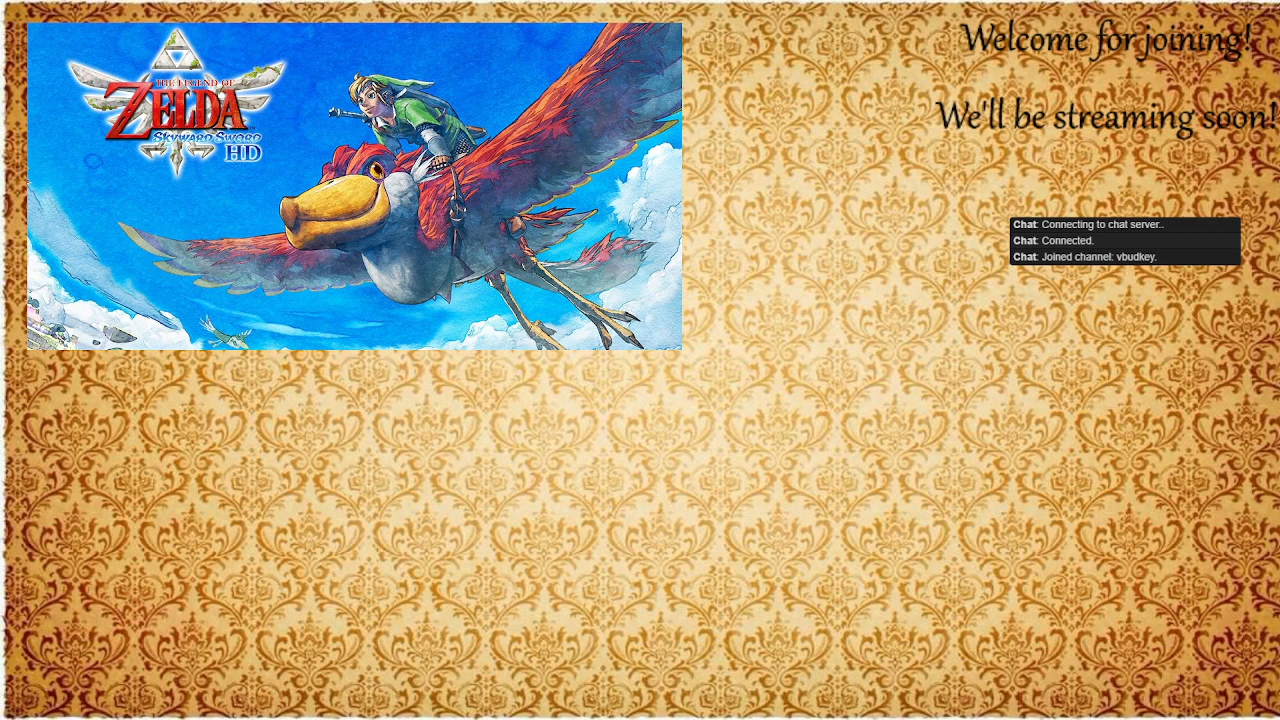 THE LEGEND OF
ZELDA
SKYWARD SWORD
HD
Welcome for joining!
We'll be streaming soon!
Chat: Connecting to chat server..
Chat: Connected.
Chat: Joined channel: vbudkey.